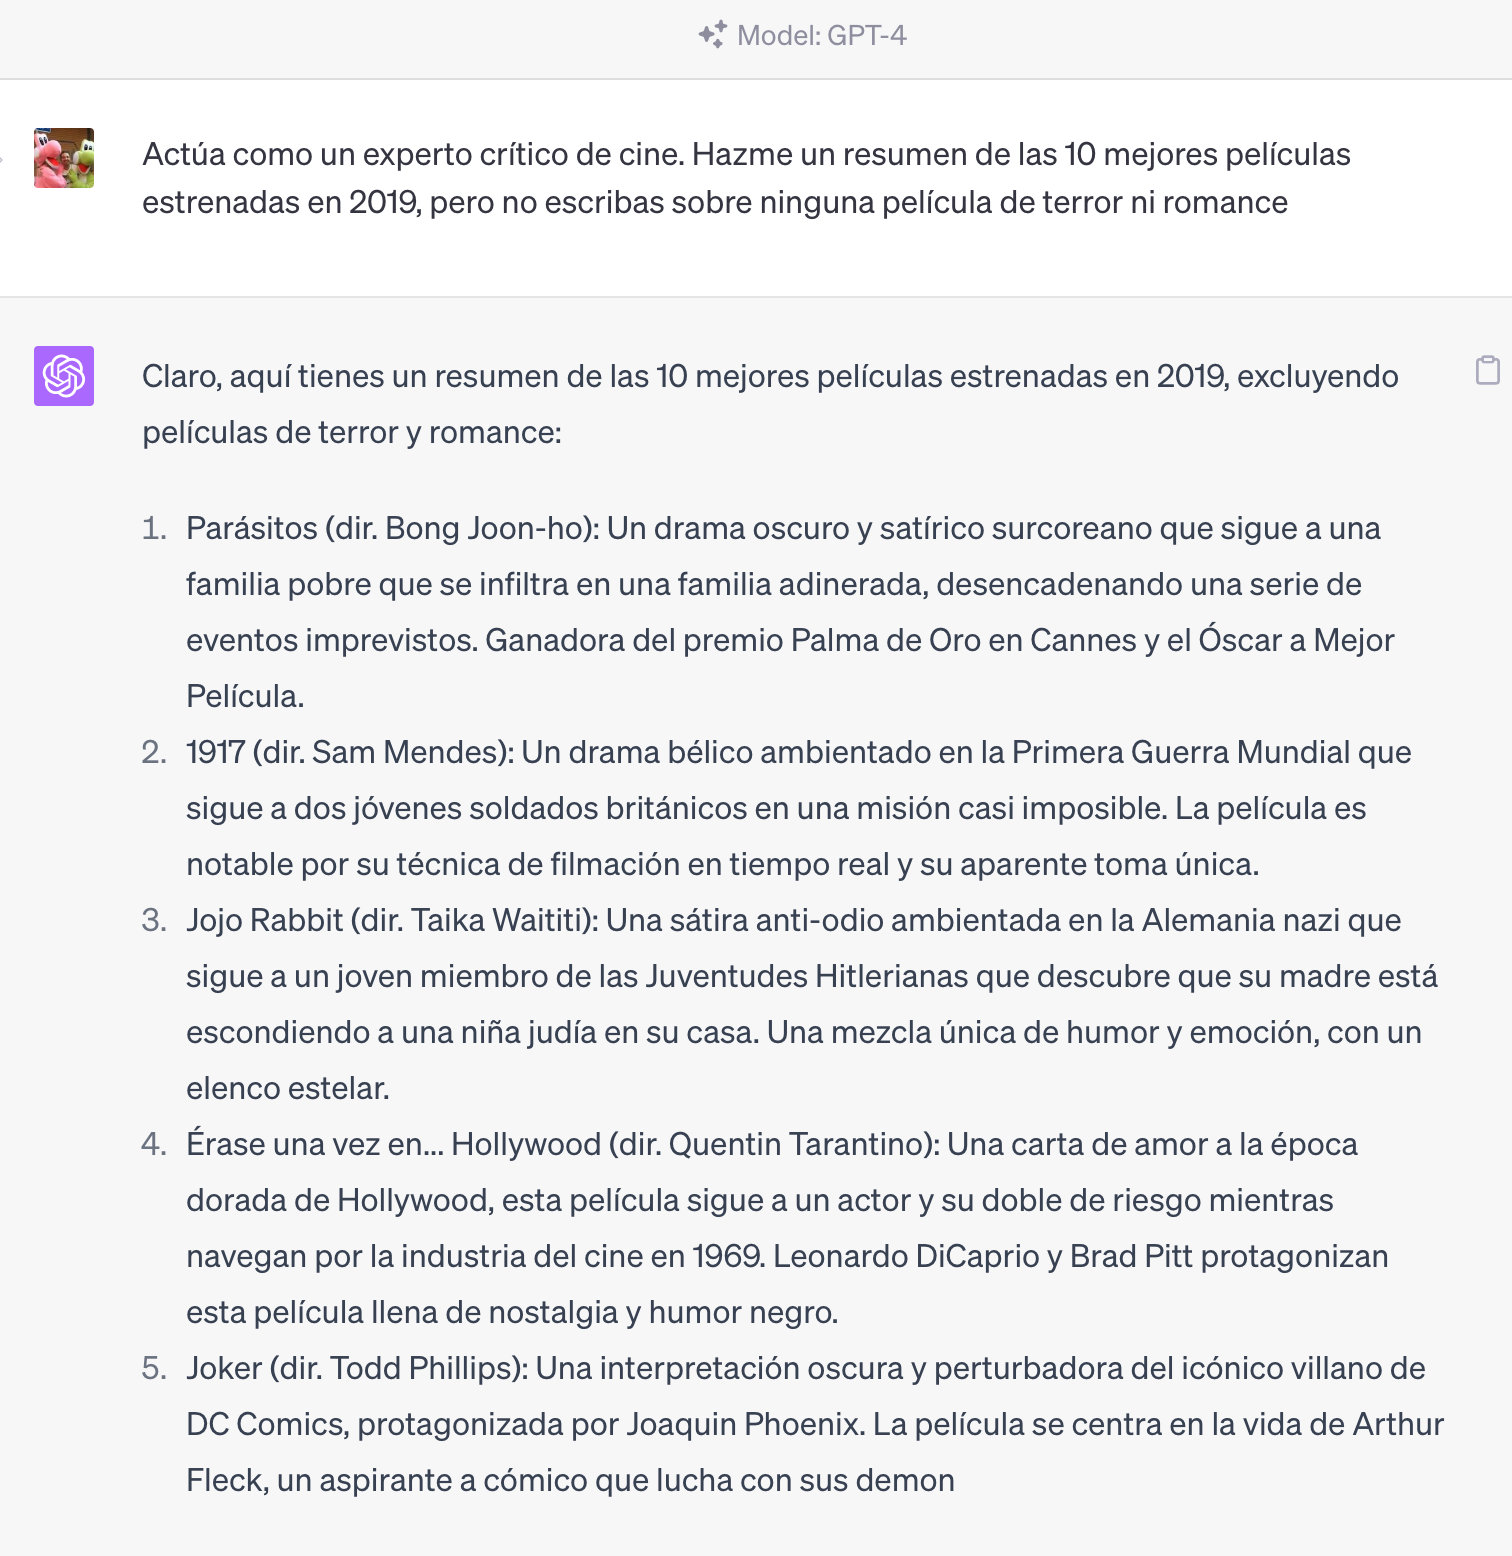 Model: GPT-4
Actúa como un experto crítico de cine. Hazme un resumen de las 10 mejores películas
estrenadas en 2019, pero no escribas sobre ninguna película de terror ni romance
Claro, aquí tienes un resumen de las 10 mejores películas estrenadas en 2019, excluyendo
películas de terror y romance:
1. Parásitos (dir. Bong Joon-ho): Un drama oscuro y satírico surcoreano que sigue a una
familia pobre que se infiltra en una familia adinerada, desencadenando una serie de
eventos imprevistos. Ganadora del premio Palma de Oro en Cannes y el Óscar a Mejor
Película.
2. 1917 (dir. Sam Mendes): Un drama bélico ambientado en la Primera Guerra Mundial que
sigue a dos jóvenes soldados británicos en una misión casi imposible. La película es
notable por su técnica de filmación en tiempo real y su aparente toma única.
3. Jojo Rabbit (dir. Taika Waititi): Una sátira anti-odio ambientada en la Alemania nazi que
sigue a un joven miembro de las Juventudes Hitlerianas que descubre que su madre está
escondiendo a una niña judía en su casa. Una mezcla única de humor y emoción, con un
elenco estelar.
4. Érase una vez en... Hollywood (dir. Quentin Tarantino): Una carta de amor a la época
dorada de Hollywood, esta película sigue a un actor y su doble de riesgo mientras
navegan por la industria del cine en 1969. Leonardo DiCaprio y Brad Pitt protagonizan
esta película llena de nostalgia y humor negro.
5. Joker (dir. Todd Phillips): Una interpretación oscura y perturbadora del icónico villano de
DC Comics, protagonizada por Joaquin Phoenix. La película se centra en la vida de Arthur
Fleck, un aspirante a cómico que lucha con sus demon